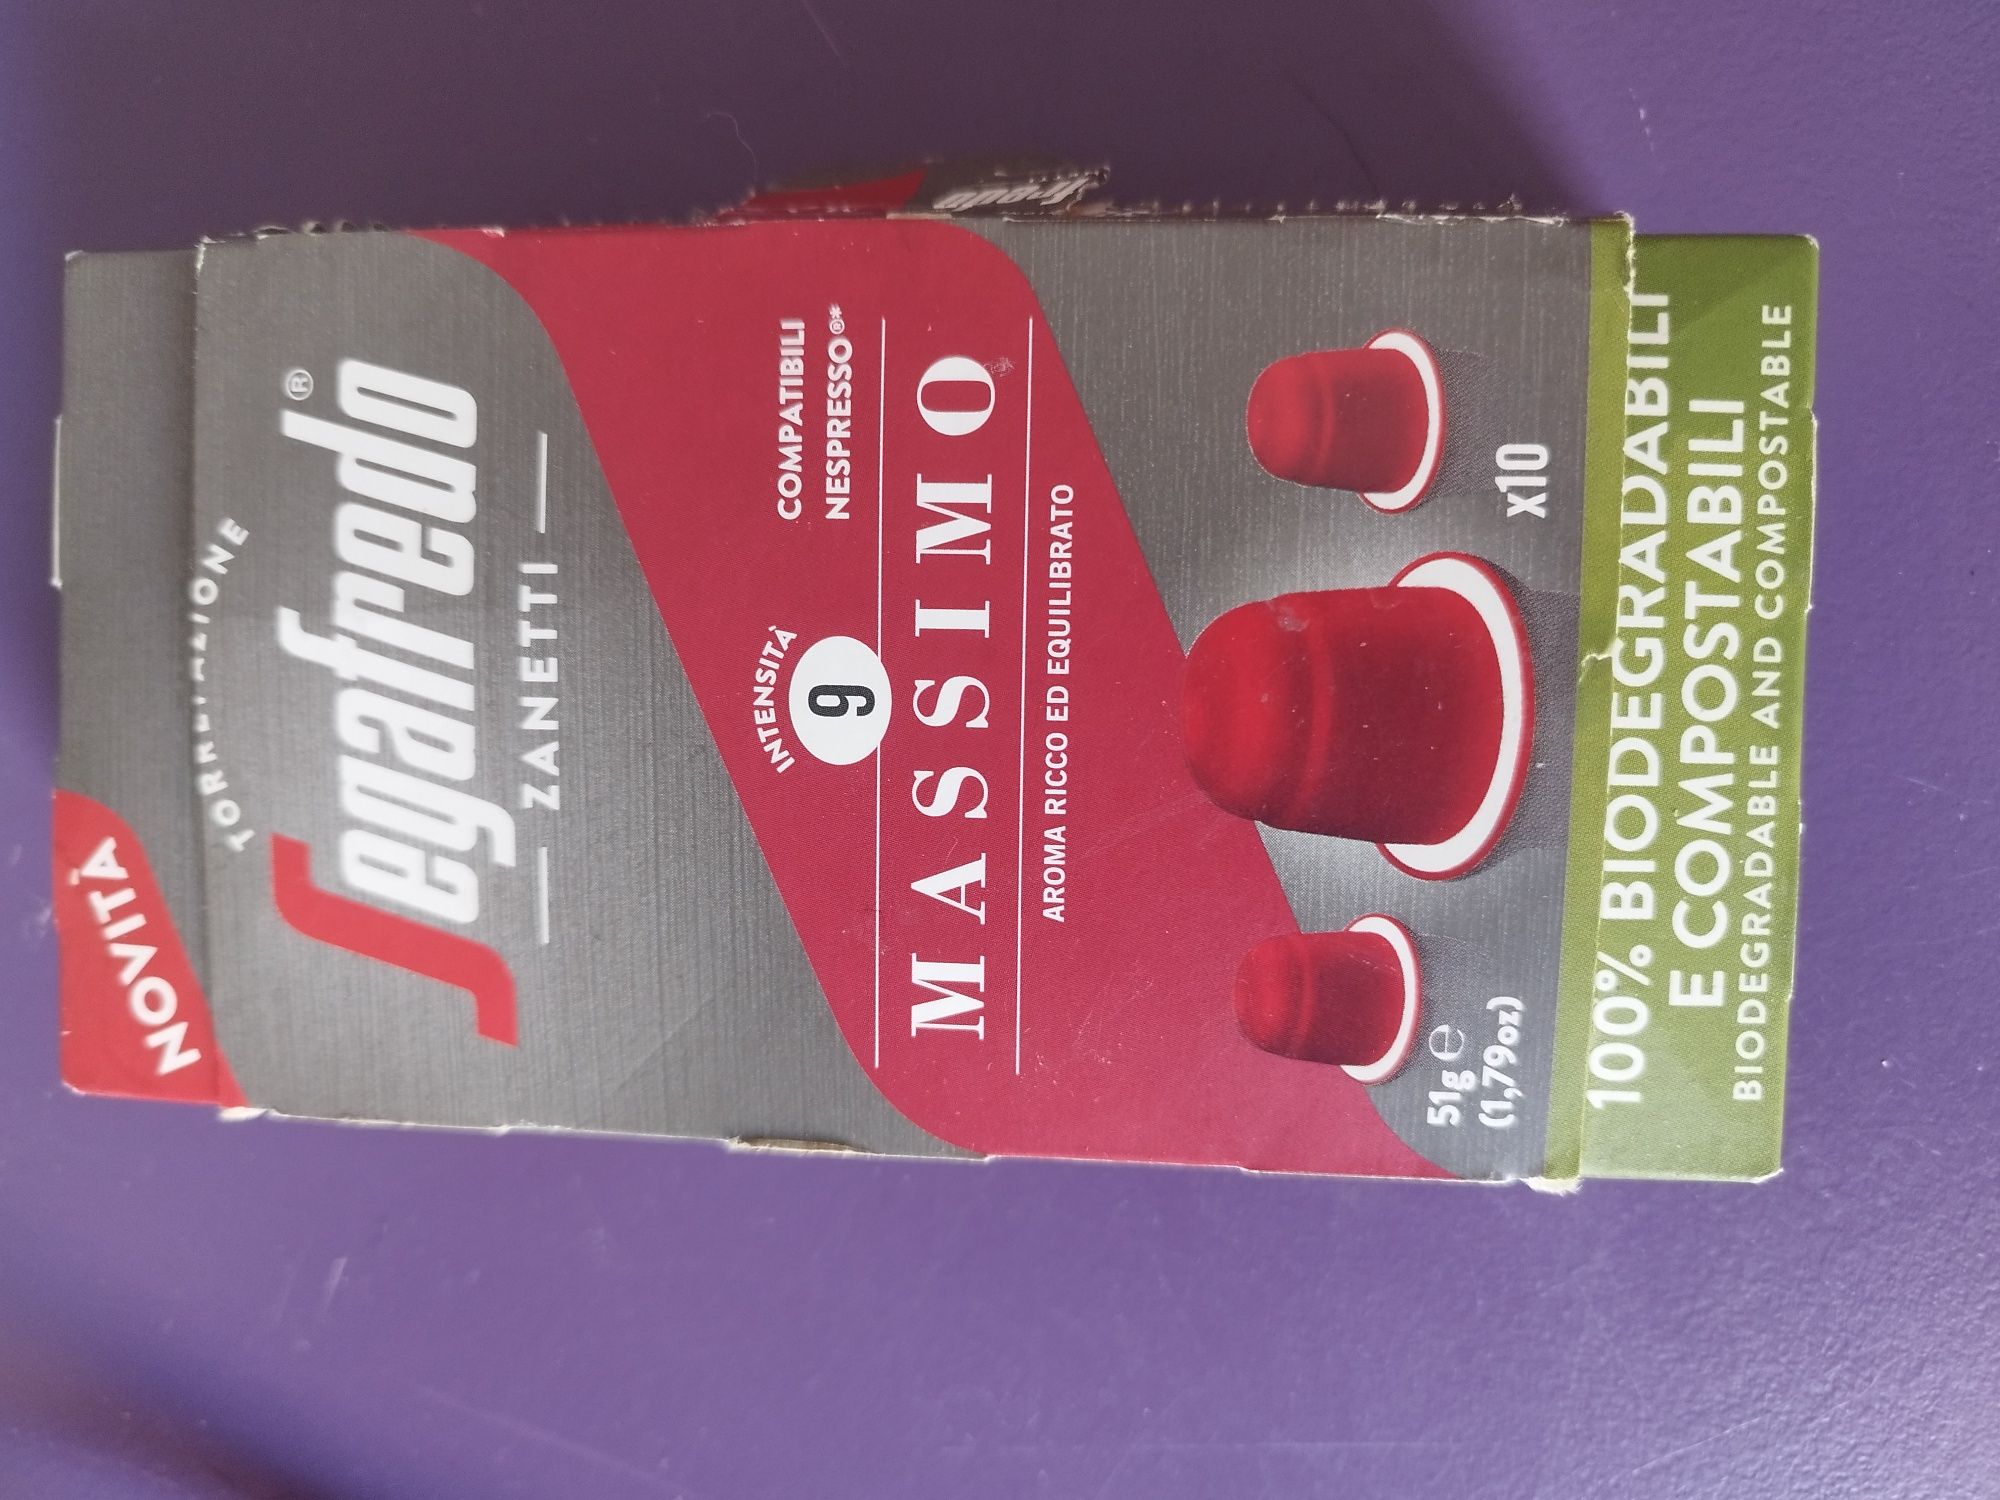 NOVITÀ
TORREFAZIONE
Segafredo®
ZANETTI
INTENSITÀ
9
COMPATIBILI
NESPRESSO®*
MASSIMO
AROMA RICCO ED EQUILIBRATO
x10
51g ℮
(1,79oz)
100% BIODEGRADABILI
E COMPOSTABILI
BIODEGRADABLE AND COMPOSTABLE